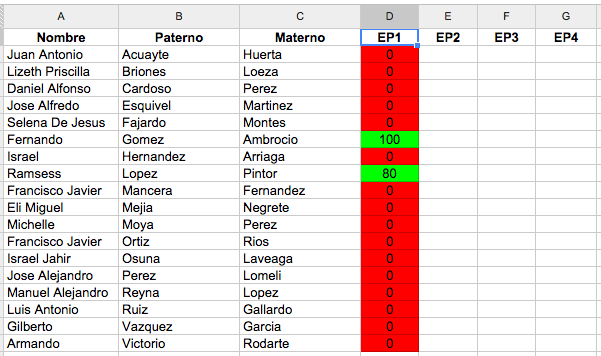 A B C D E F G
Nombre Paterno Materno EP1 EP2 EP3 EP4
Juan Antonio Acuayte Huerta 0
Lizeth Priscilla Briones Loeza 0
Daniel Alfonso Cardoso Perez 0
Jose Alfredo Esquivel Martinez 0
Selena De Jesus Fajardo Montes 0
Fernando Gomez Ambrocio 100
Israel Hernandez Arriaga 0
Ramsess Lopez Pintor 80
Francisco Javier Mancera Fernandez 0
Eli Miguel Mejia Negrete 0
Michelle Moya Perez 0
Francisco Javier Ortiz Rios 0
Israel Jahir Osuna Laveaga 0
Jose Alejandro Perez Lomeli 0
Manuel Alejandro Reyna Lopez 0
Luis Antonio Ruiz Gallardo 0
Gilberto Vazquez Garcia 0
Armando Victorio Rodarte 0